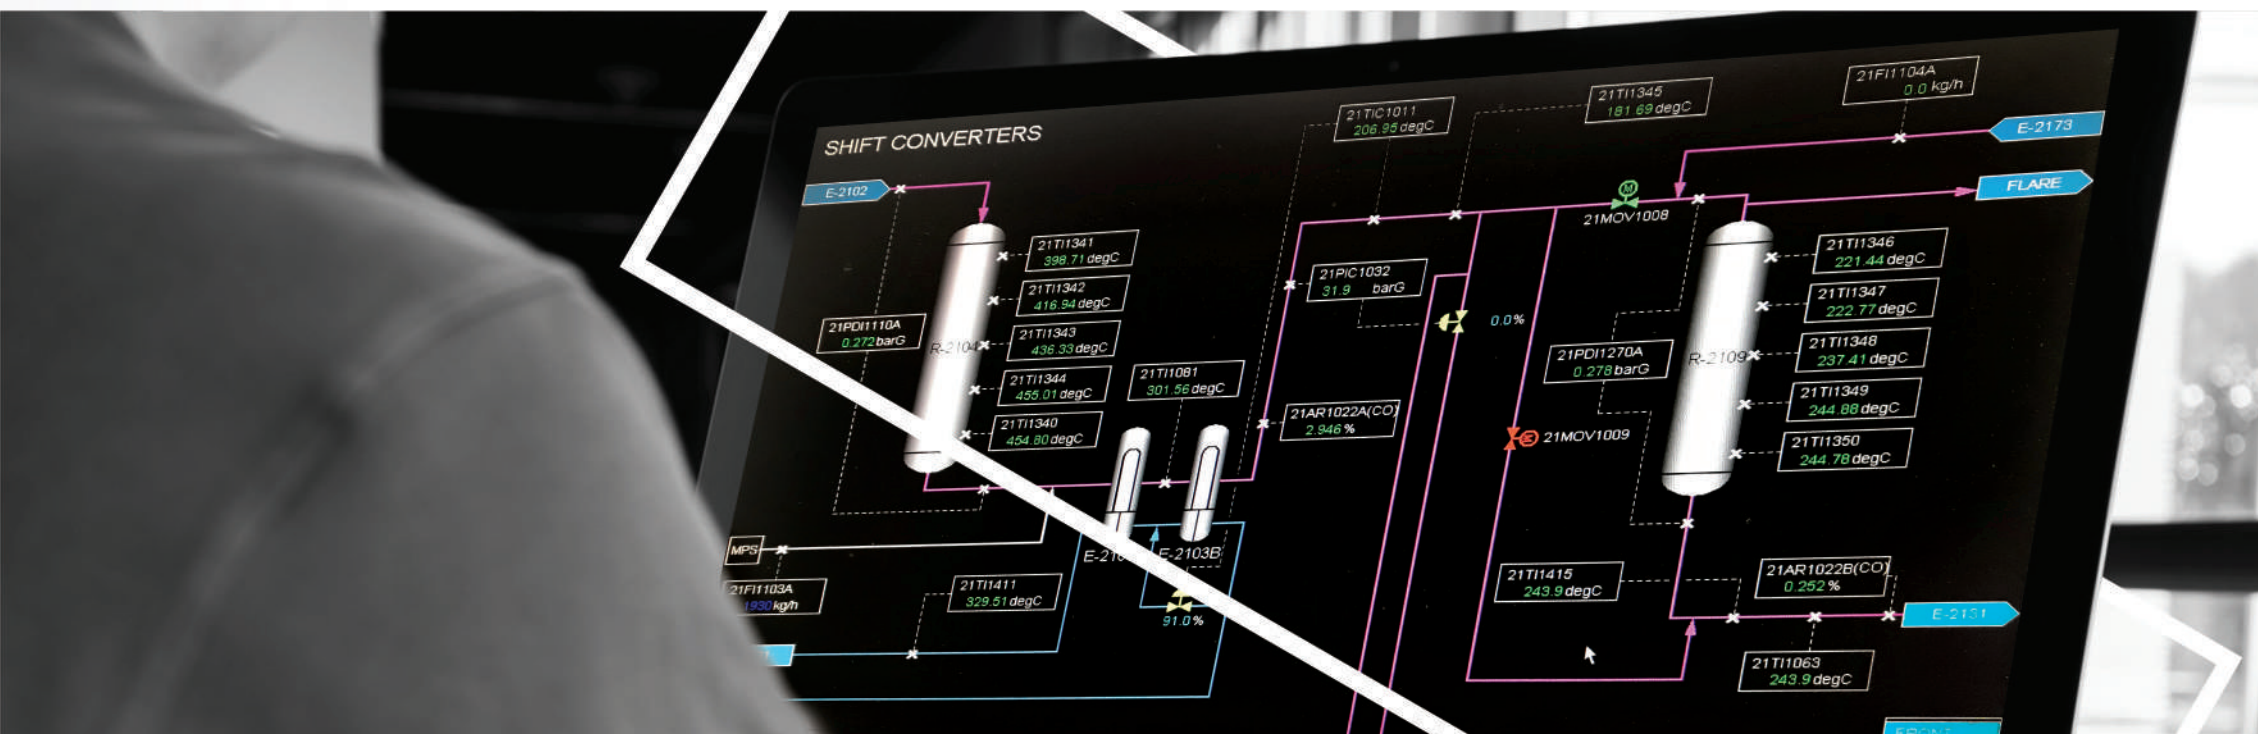 SHIFT CONVERTERS
E-2102
21TI1341
398.71 degC
21TI1342
416.94 degC
21TI1343
436.33 degC
21TI1344
455.01 degC
21TI1340
454.80 degC
21PDI1110A
0.272 barG
R-2104
21TI1081
301.56 degC
E-2103B
MPS
21FI1103A
1930 kg/h
21TI1411
329.51 degC
91.0 %
21TIC1011
206.95 degC
21TI1345
181.69 degC
21FI1104A
0.0 kg/h
E-2173
FLARE
21MOV1008
21PIC1032
31.9 barG
0.0 %
21AR1022A(CO)
2.946 %
21MOV1009
21PDI1270A
0.278 barG
R-2109
21TI1346
221.44 degC
21TI1347
222.77 degC
21TI1348
237.41 degC
21TI1349
244.88 degC
21TI1350
244.78 degC
21TI1415
243.9 degC
21AR1022B(CO)
0.252 %
E-2131
21TI1063
243.9 degC